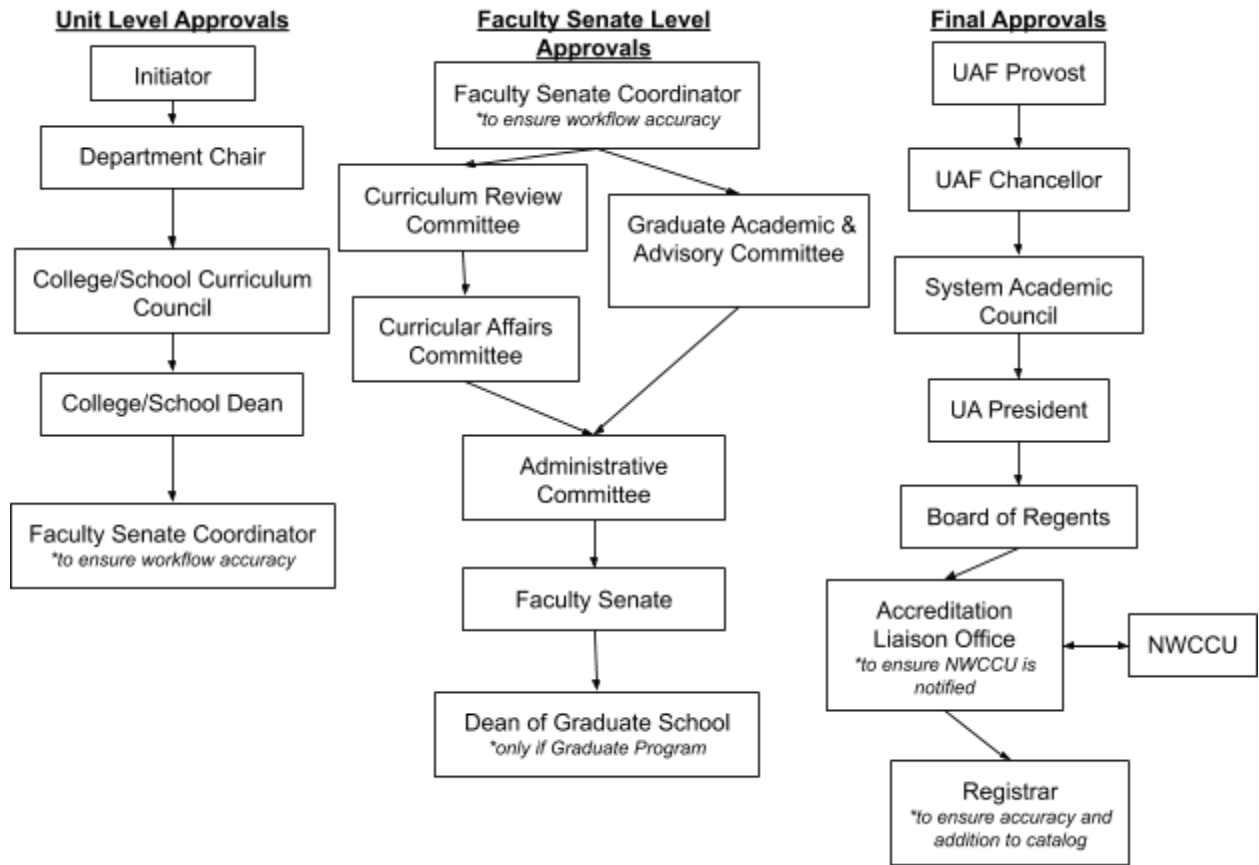 Unit Level Approvals
Initiator
Department Chair
College/School Curriculum
Council
College/School Dean
Faculty Senate Coordinator
*to ensure workflow accuracy
Faculty Senate Level
Approvals
Faculty Senate Coordinator
*to ensure workflow accuracy
Curriculum Review
Committee
Graduate Academic &
Advisory Committee
Curricular Affairs
Committee
Administrative
Committee
Faculty Senate
Dean of Graduate School
*only if Graduate Program
Final Approvals
UAF Provost
UAF Chancellor
System Academic
Council
UA President
Board of Regents
Accreditation
Liaison Office
*to ensure NWCCU is
notified
NWCCU
Registrar
*to ensure accuracy and
addition to catalog